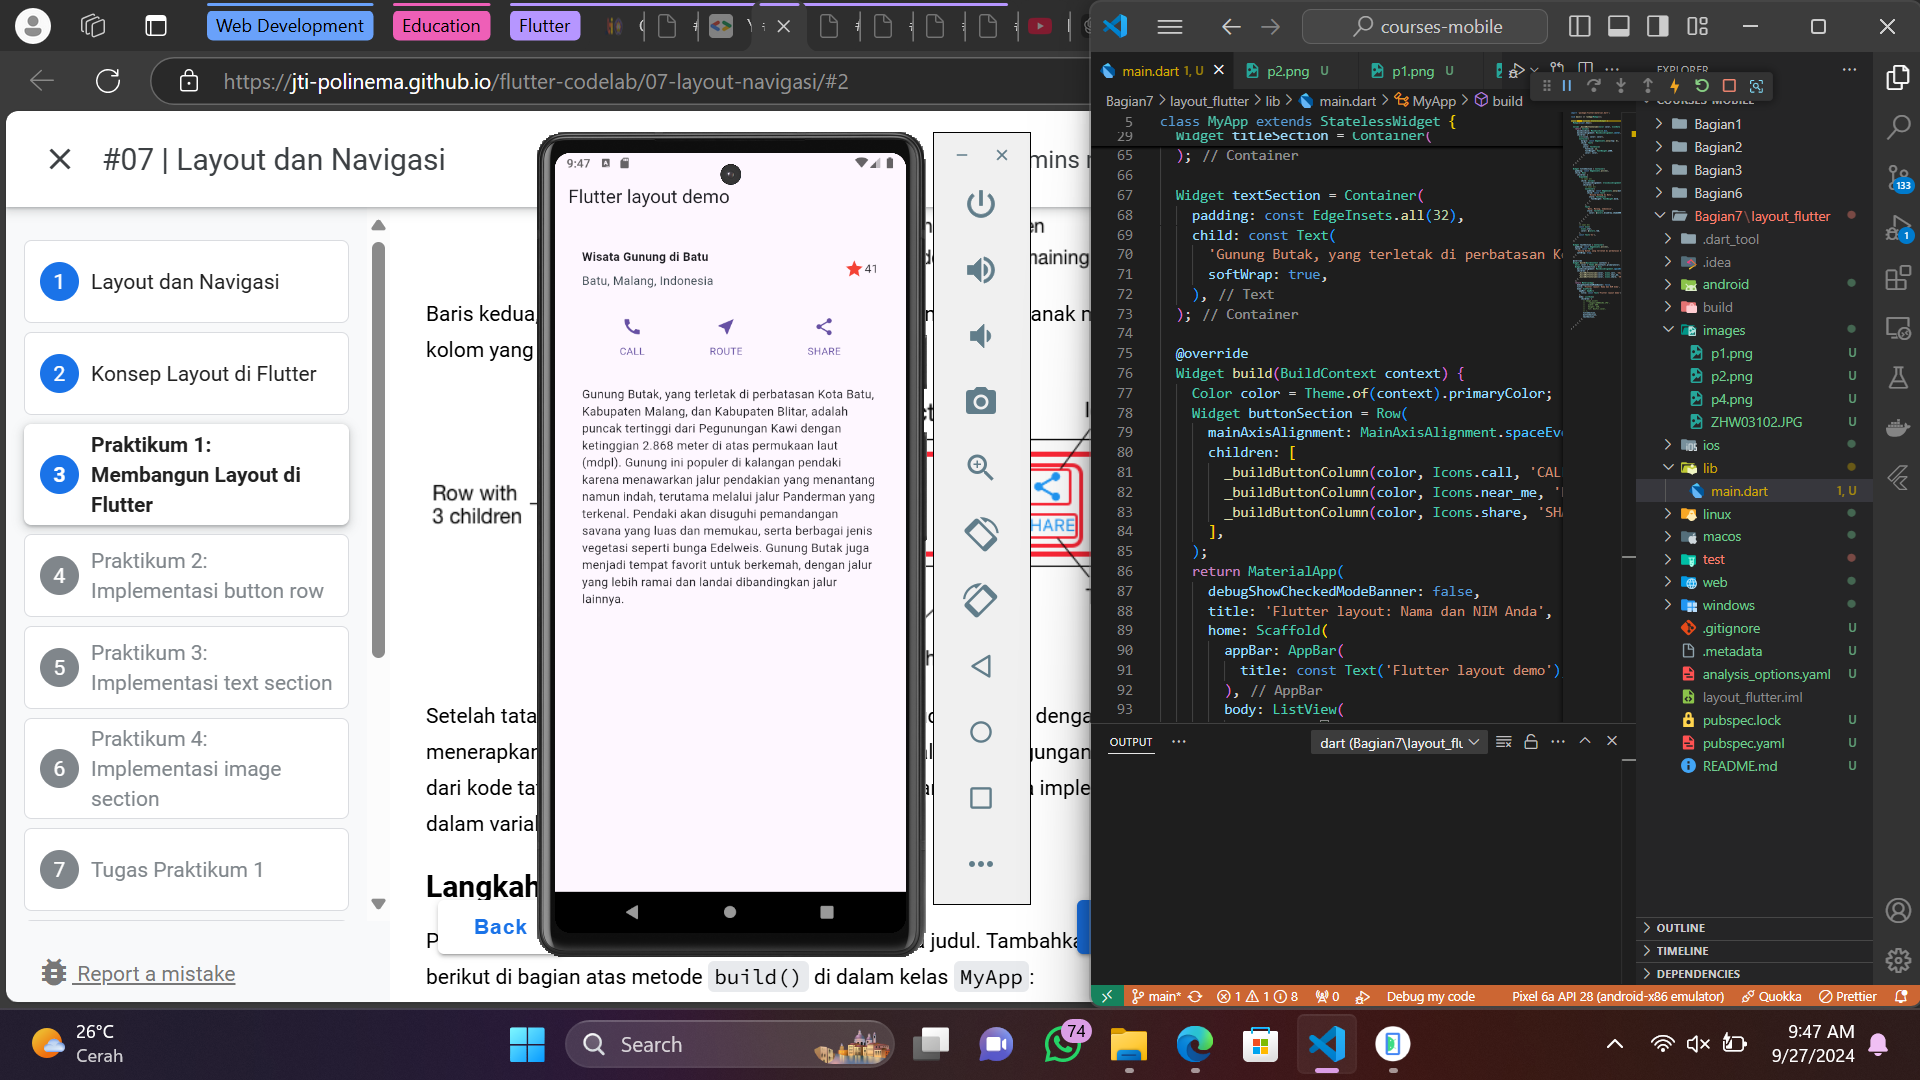 Web Development
Education
Flutter
https://jti-polinema.github.io/flutter-codelab/07-layout-navigasi/#2
#07 | Layout dan Navigasi
mins
1
Layout dan Navigasi
2
Konsep Layout di Flutter
3
Praktikum 1:
Membangun Layout di
Flutter
4
Praktikum 2:
Implementasi button row
5
Praktikum 3:
Implementasi text section
6
Praktikum 4:
Implementasi image
section
7
Tugas Praktikum 1
Report a mistake
Baris kedua,
kolom yang
Row with
3 children
Setelah
menerapkan
dari kode
dalam
Langkah
Back
judul.
berikut di bagian atas metode build() di dalam kelas MyApp:
9:47
Flutter layout demo
Wisata Gunung di Batu
Batu, Malang, Indonesia
41
CALL
ROUTE
SHARE
Gunung Butak, yang terletak di perbatasan Kota Batu,
Kabupaten Malang, dan Kabupaten Blitar, adalah
puncak tertinggi dari Pegunungan Kawi dengan
ketinggian 2.868 meter di atas permukaan laut
(mdpl). Gunung ini populer di kalangan pendaki
karena menawarkan jalur pendakian yang menantang
namun indah, terutama melalui jalur Panderman yang
terkenal. Pendaki akan disuguhi pemandangan
savana yang luas dan memukau, serta berbagai jenis
vegetasi seperti bunga Edelweis. Gunung Butak juga
menjadi tempat favorit untuk berkemah, dengan jalur
yang lebih ramai dan landai dibandingkan jalur
lainnya.
courses-mobile
main.dart 1, U
p2.png U
p1.png U
Bagian7 > layout_flutter > lib > main.dart > MyApp > build
5 class MyApp extends StatelessWidget {
29 Widget titleSection = Container(
65 ); // Container
66
67 Widget textSection = Container(
68 padding: const EdgeInsets.all(32),
69 child: const Text(
70 'Gunung Butak, yang terletak di perbatasan
71 softWrap: true,
72 ), // Text
73 ); // Container
74
75 @override
76 Widget build(BuildContext context) {
77 Color color = Theme.of(context).primaryColor;
78 Widget buttonSection = Row(
79 mainAxisAlignment: MainAxisAlignment.spaceEv
80 children: [
81 _buildButtonColumn(color, Icons.call, 'CAL
82 _buildButtonColumn(color, Icons.near_me, '
83 _buildButtonColumn(color, Icons.share, 'SH
84 ],
85 );
86 return MaterialApp(
87 debugShowCheckedModeBanner: false,
88 title: 'Flutter layout: Nama dan NIM Anda',
89 home: Scaffold(
90 appBar: AppBar(
91 title: const Text('Flutter layout demo')
92 ), // AppBar
93 body: ListView(
OUTPUT
dart (Bagian7\layout_flu
EXPLORER
COURSES-MOBILE
Bagian1
Bagian2
Bagian3
Bagian6
Bagian7\layout_flutter
.dart_tool
.idea
android
build
images
p1.png U
p2.png U
p4.png U
ZHW03102.JPG U
ios
lib
main.dart 1, U
linux
macos
test
web
windows
.gitignore U
.metadata U
analysis_options.yaml U
layout_flutter.iml
pubspec.lock U
pubspec.yaml U
README.md U
OUTLINE
TIMELINE
DEPENDENCIES
133
1
main*
1 1 8
0
Debug my code
Pixel 6a API 28 (android-x86 emulator)
Quokka
Prettier
26°C
Cerah
Search
74
9:47 AM
9/27/2024